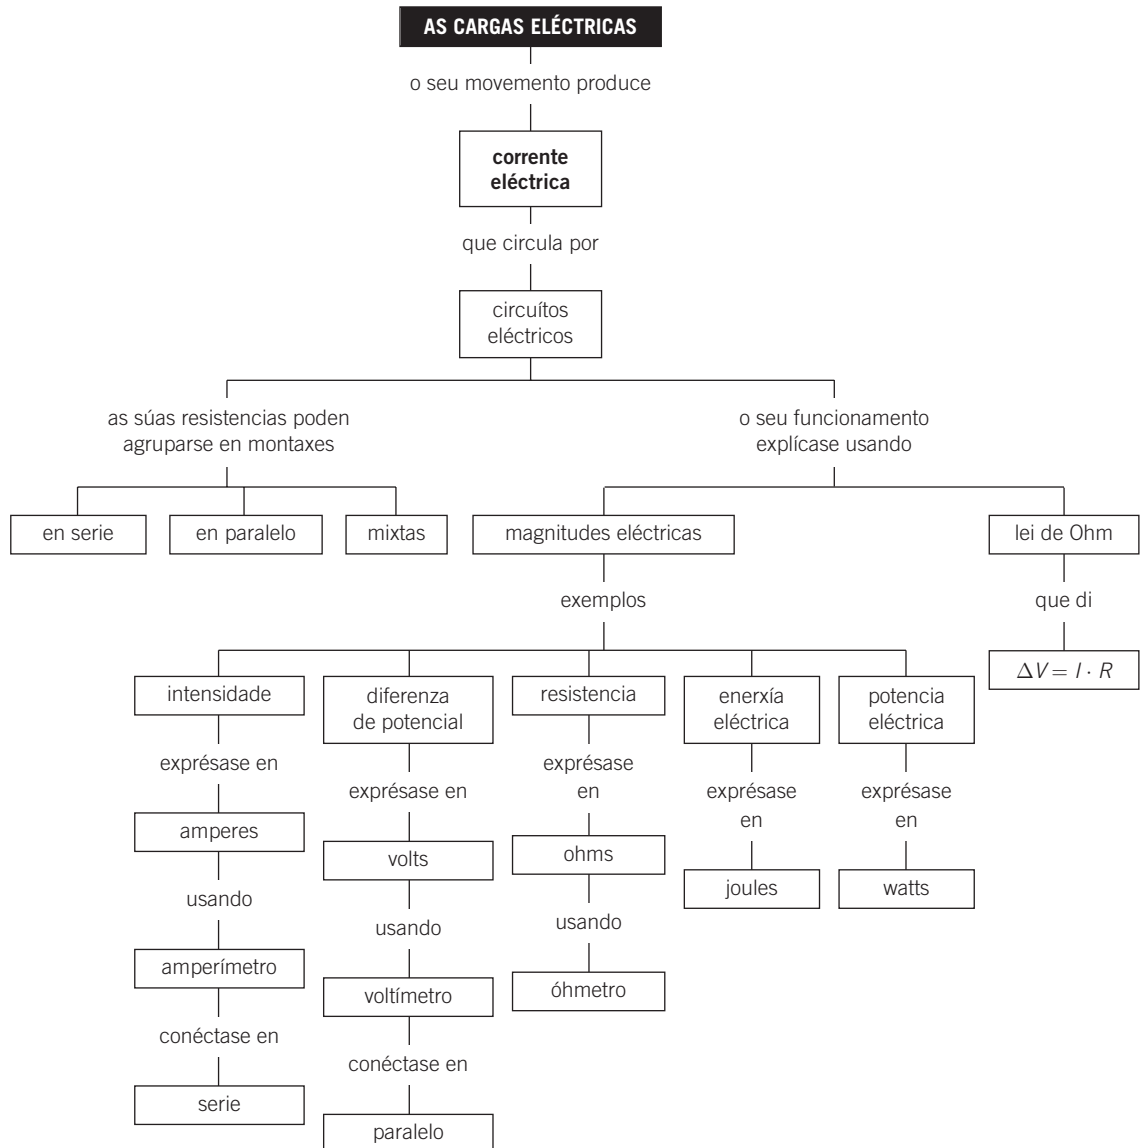 AS CARGAS ELÉCTRICAS
o seu movemento produce
corrente
eléctrica
que circula por
circuítos
eléctricos
as súas resistencias poden
agruparse en montaxes
o seu funcionamento
explícase usando
en serie
en paralelo
mixtas
magnitudes eléctricas
lei de Ohm
exemplos
que di
ΔV = I · R
intensidade
diferenza
de potencial
resistencia
enerxía
eléctrica
potencia
eléctrica
exprésase en
exprésase en
exprésase
en
exprésase
en
exprésase
en
amperes
volts
ohms
joules
watts
usando
usando
usando
amperímetro
voltímetro
óhmetro
conéctase en
conéctase en
serie
paralelo